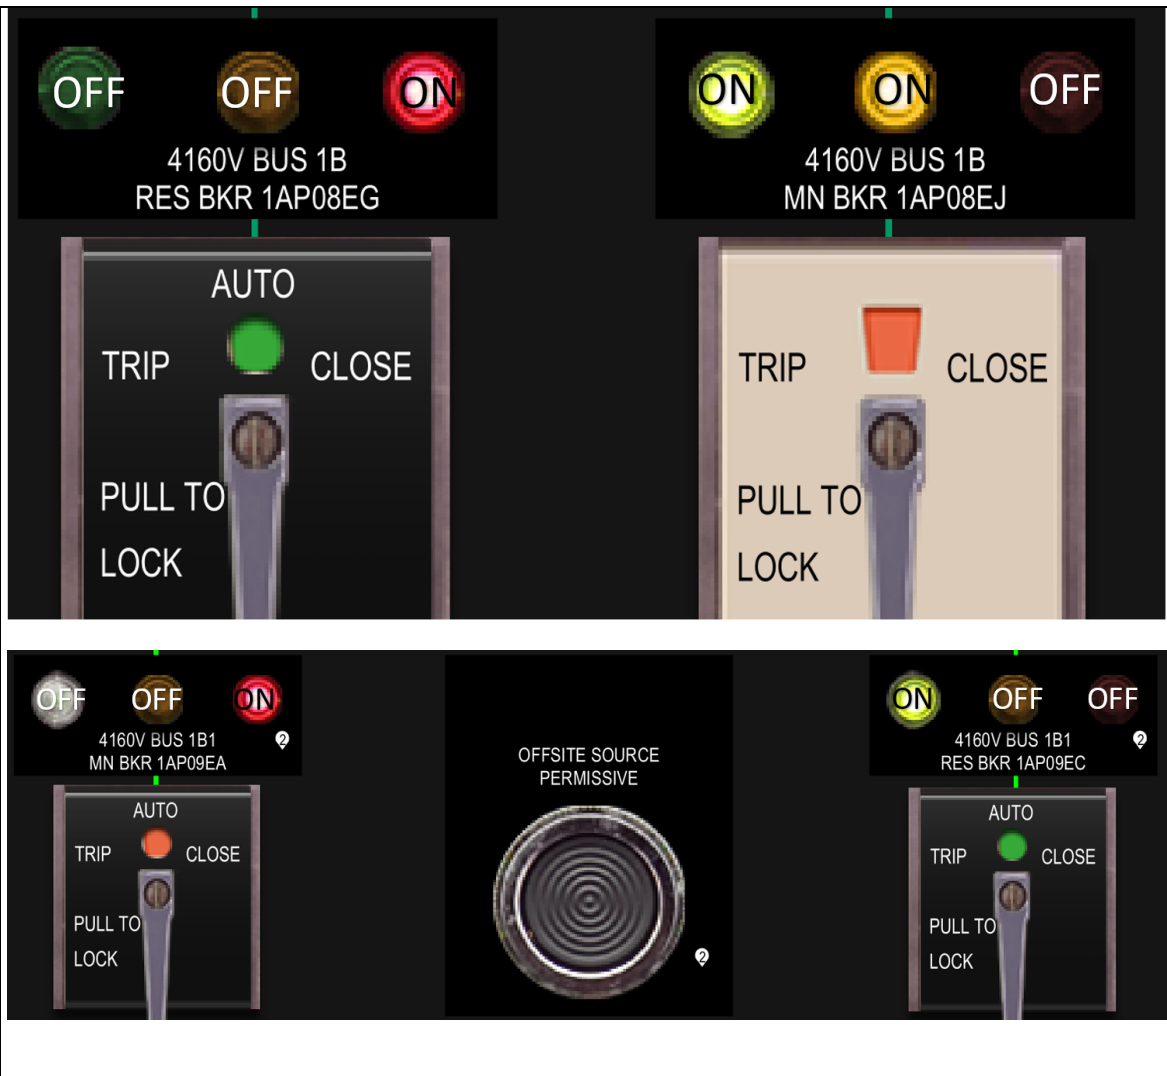 OFF OFF ON
4160V BUS 1B
RES BKR 1AP08EG
AUTO
TRIP CLOSE
PULL TO
LOCK
ON ON OFF
4160V BUS 1B
MN BKR 1AP08EJ
TRIP CLOSE
PULL TO
LOCK
OFF OFF ON
4160V BUS 1B1
MN BKR 1AP09EA
2
AUTO
TRIP CLOSE
PULL TO
LOCK
OFFSITE SOURCE
PERMISSIVE
2
ON OFF OFF
4160V BUS 1B1
RES BKR 1AP09EC
2
AUTO
TRIP CLOSE
PULL TO
LOCK